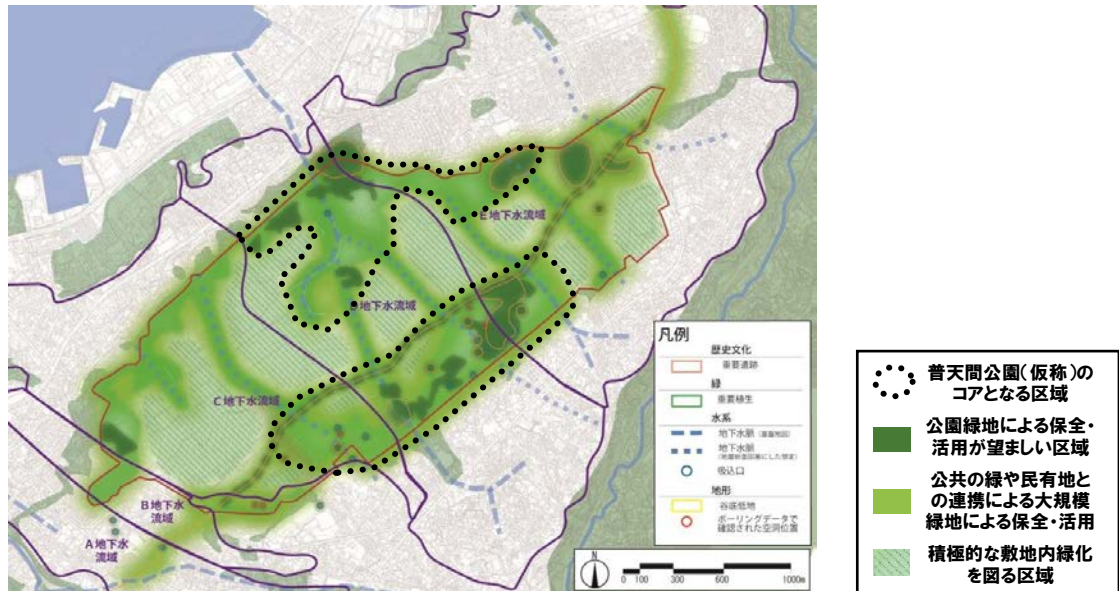 E地下水流域
D地下水流域
C地下水流域
B地下水
流域
A地下水
流域
凡例
歴史文化
重要遺跡
緑
重要植生
水系
地下水脈
地下水脈
吸込口
地形
谷底低地
ボーリングデータで
確認された空洞位置
N
0 100 300 600 1000m
普天間公園(仮称)の
コアとなる区域
公園緑地による保全・
活用が望ましい区域
公共の緑や民有地と
の連携による大規模
緑地による保全・活用
積極的な敷地内緑化
を図る区域